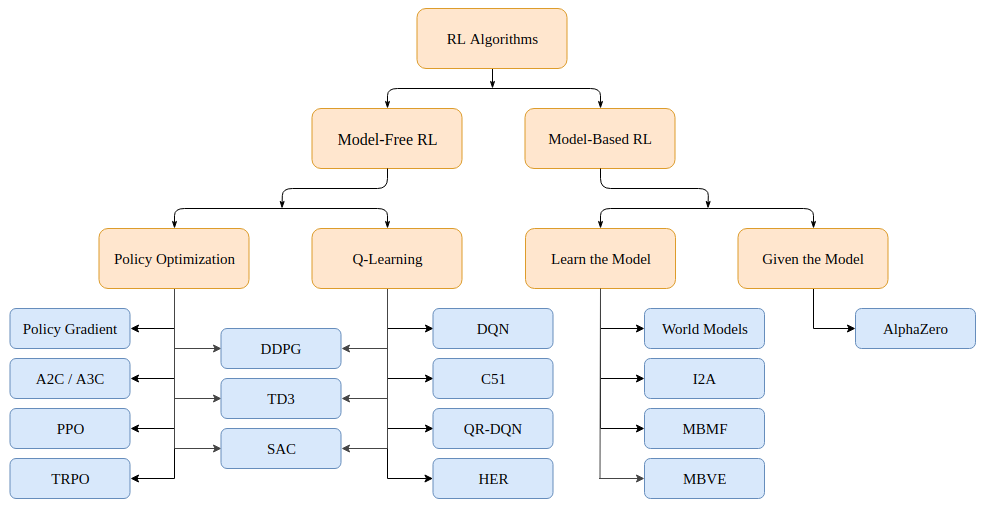 RL Algorithms
Model-Free RL
Model-Based RL
Policy Optimization
Q-Learning
Learn the Model
Given the Model
Policy Gradient
A2C / A3C
PPO
TRPO
DDPG
TD3
SAC
DQN
C51
QR-DQN
HER
World Models
I2A
MBMF
MBVE
AlphaZero